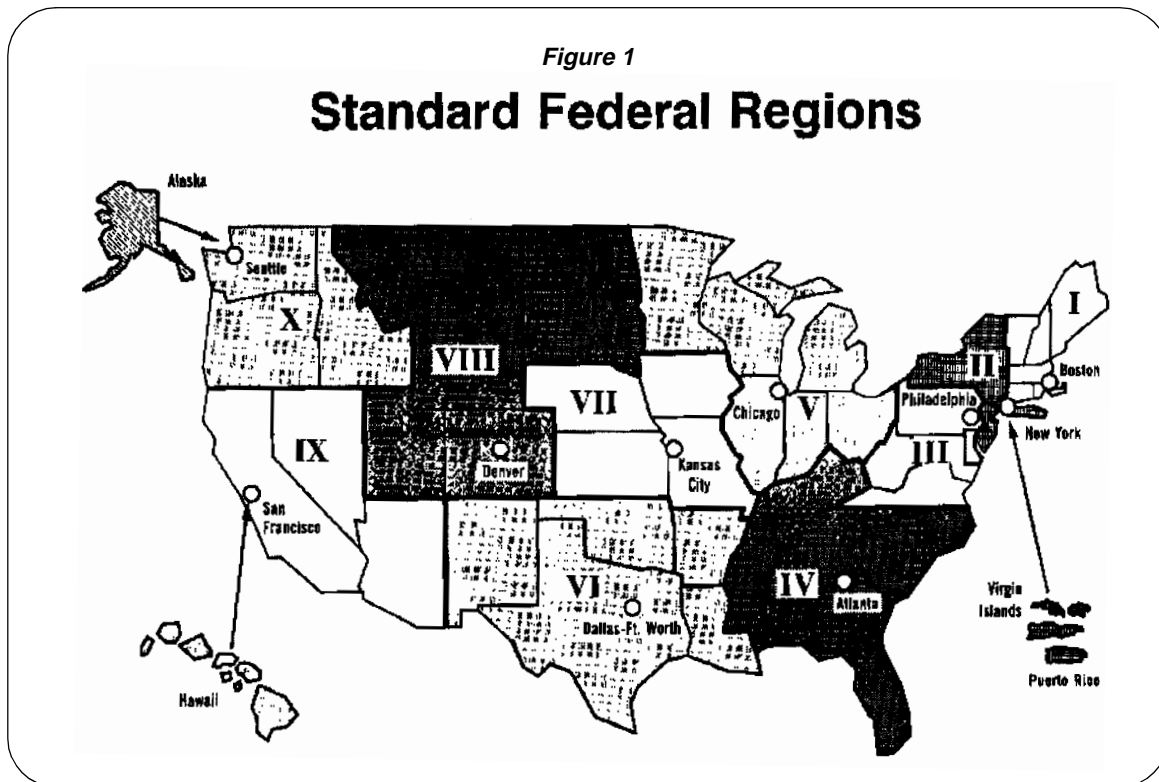 Figure 1
Standard Federal Regions
Alaska
Seattle
X
VIII
VII
IX
San
Francisco
Denver
Kansas
City
Chicago
V
I
II
Boston
Philadelphia
New York
III
VI
Dallas-Ft. Worth
IV
Atlanta
Hawaii
Virgin
Islands
Puerto Rico